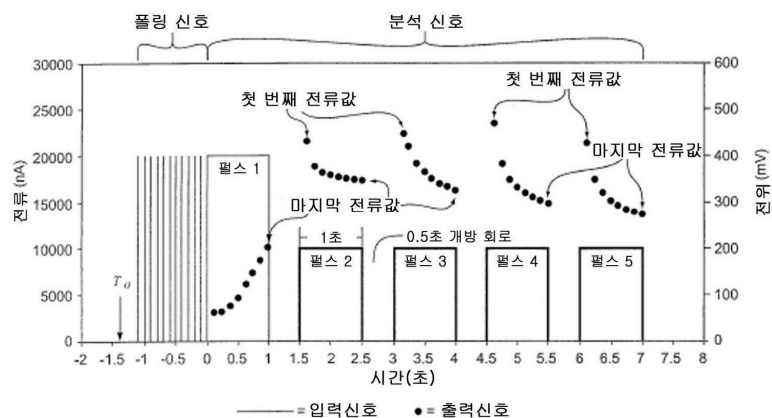 폴링 신호
분석 신호
30000
25000
20000
15000
10000
5000
0
전류 (nA)
600
500
400
300
200
100
0
전위 (mV)
첫 번째 전류값
첫 번째 전류값
마지막 전류값
펄스 1
마지막 전류값
1초
0.5초 개방 회로
펄스 2
펄스 3
펄스 4
펄스 5
T0
-2 -1.5 -1 -0.5 0 0.5 1 1.5 2 2.5 3 3.5 4 4.5 5 5.5 6 6.5 7 7.5 8
시간(초)
= 입력신호
= 출력신호